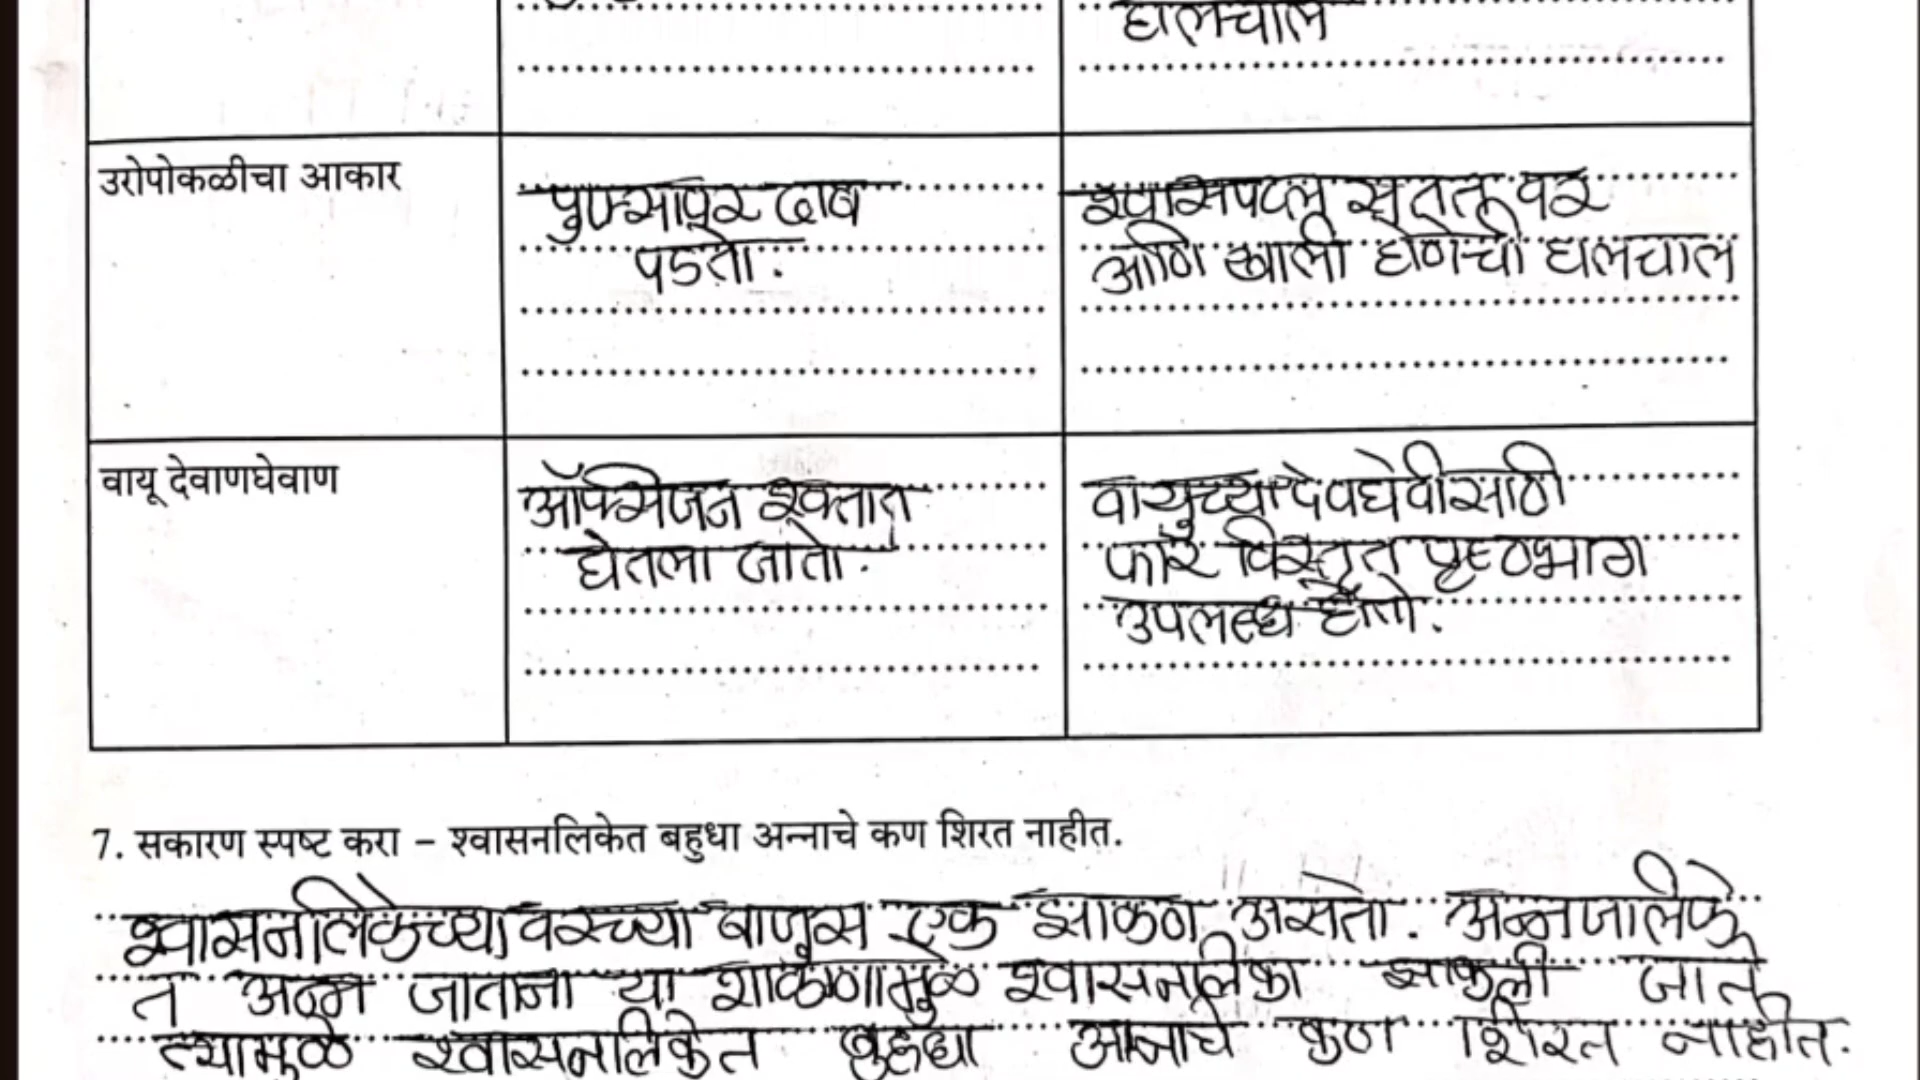 हालचाल
उरोपोकळीचा आकार
फुफ्फुसांवर दाब
पडतो.
श्वासपटल सतत वर
आणि खाली होणेची हालचाल
वायू देवाणघेवाण
ऑक्सिजन रक्तात
घेतला जातो.
वायुच्या देवघेवीसाठी
फार विस्तृत पृष्ठभाग
उपलब्ध होतो.
7. सकारण स्पष्ट करा – श्वासनलिकेत बहुधा अन्नाचे कण शिरत नाहीत.
श्वासनलिकेच्या वरच्या बाजूस एक झाकण असते. अन्ननलिके
त अन्न जाताना या झाकणामुळे श्वासनलिका झाकली जाते
त्यामुळे श्वासनलिकेत बहुधा अन्नाचे कण शिरत नाहीत.